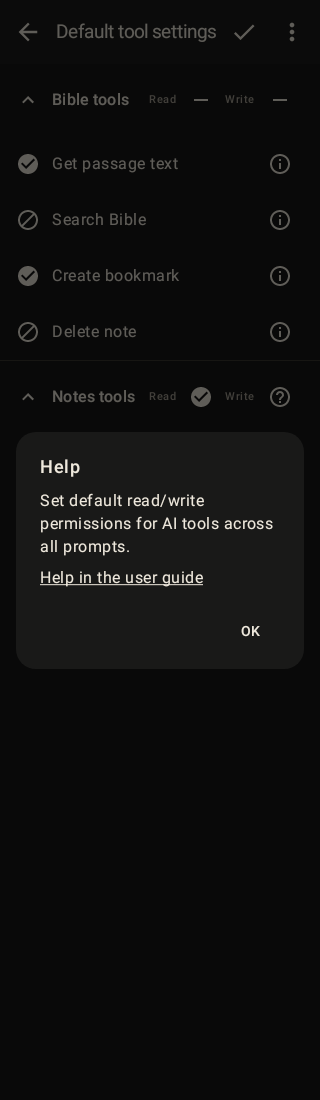 Default tool settings
Bible tools Read Write
Get passage text
Search Bible
Create bookmark
Delete note
Notes tools Read Write
Help
Set default read/write
permissions for AI tools across
all prompts.
Help in the user guide
OK